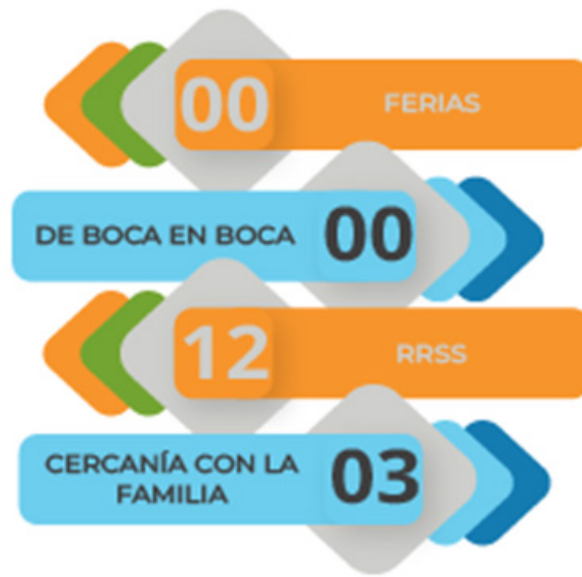 00 FERIAS
DE BOCA EN BOCA 00
12 RRSS
CERCANÍA CON LA
FAMILIA 03